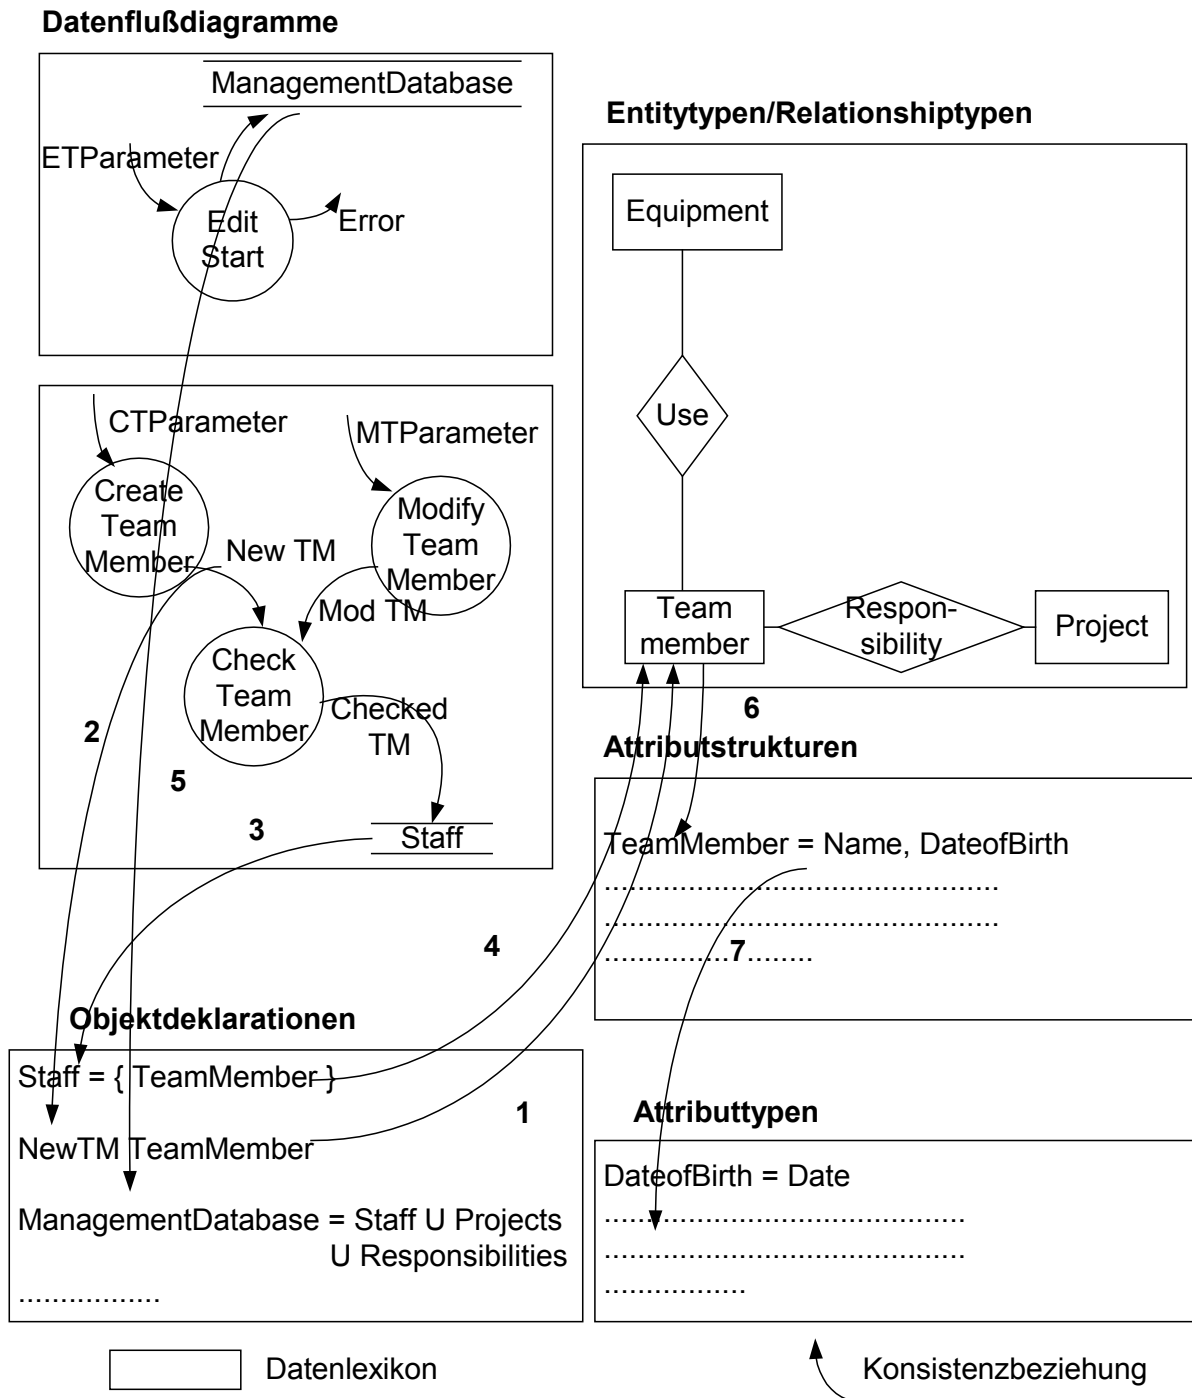 Datenflußdiagramme
ManagementDatabase
ETParameter
Edit
Start
Error
CTParameter
MTParameter
Create
Team
Member
Modify
Team
Member
New TM
Mod TM
Check
Team
Member
Checked
TM
2
5
3
Staff
Entitytypen/Relationshiptypen
Equipment
Use
Team
member
Respon-
sibility
Project
6
Attributstrukturen
TeamMember = Name, DateofBirth
...............................................
...............................................
...............7........
4
Objektdeklarationen
Staff = { TeamMember }
NewTM TeamMember
ManagementDatabase = Staff U Projects
U Responsibilities
.................
1
Attributtypen
DateofBirth = Date
...........................................
...........................................
.................
Datenlexikon
Konsistenzbeziehung